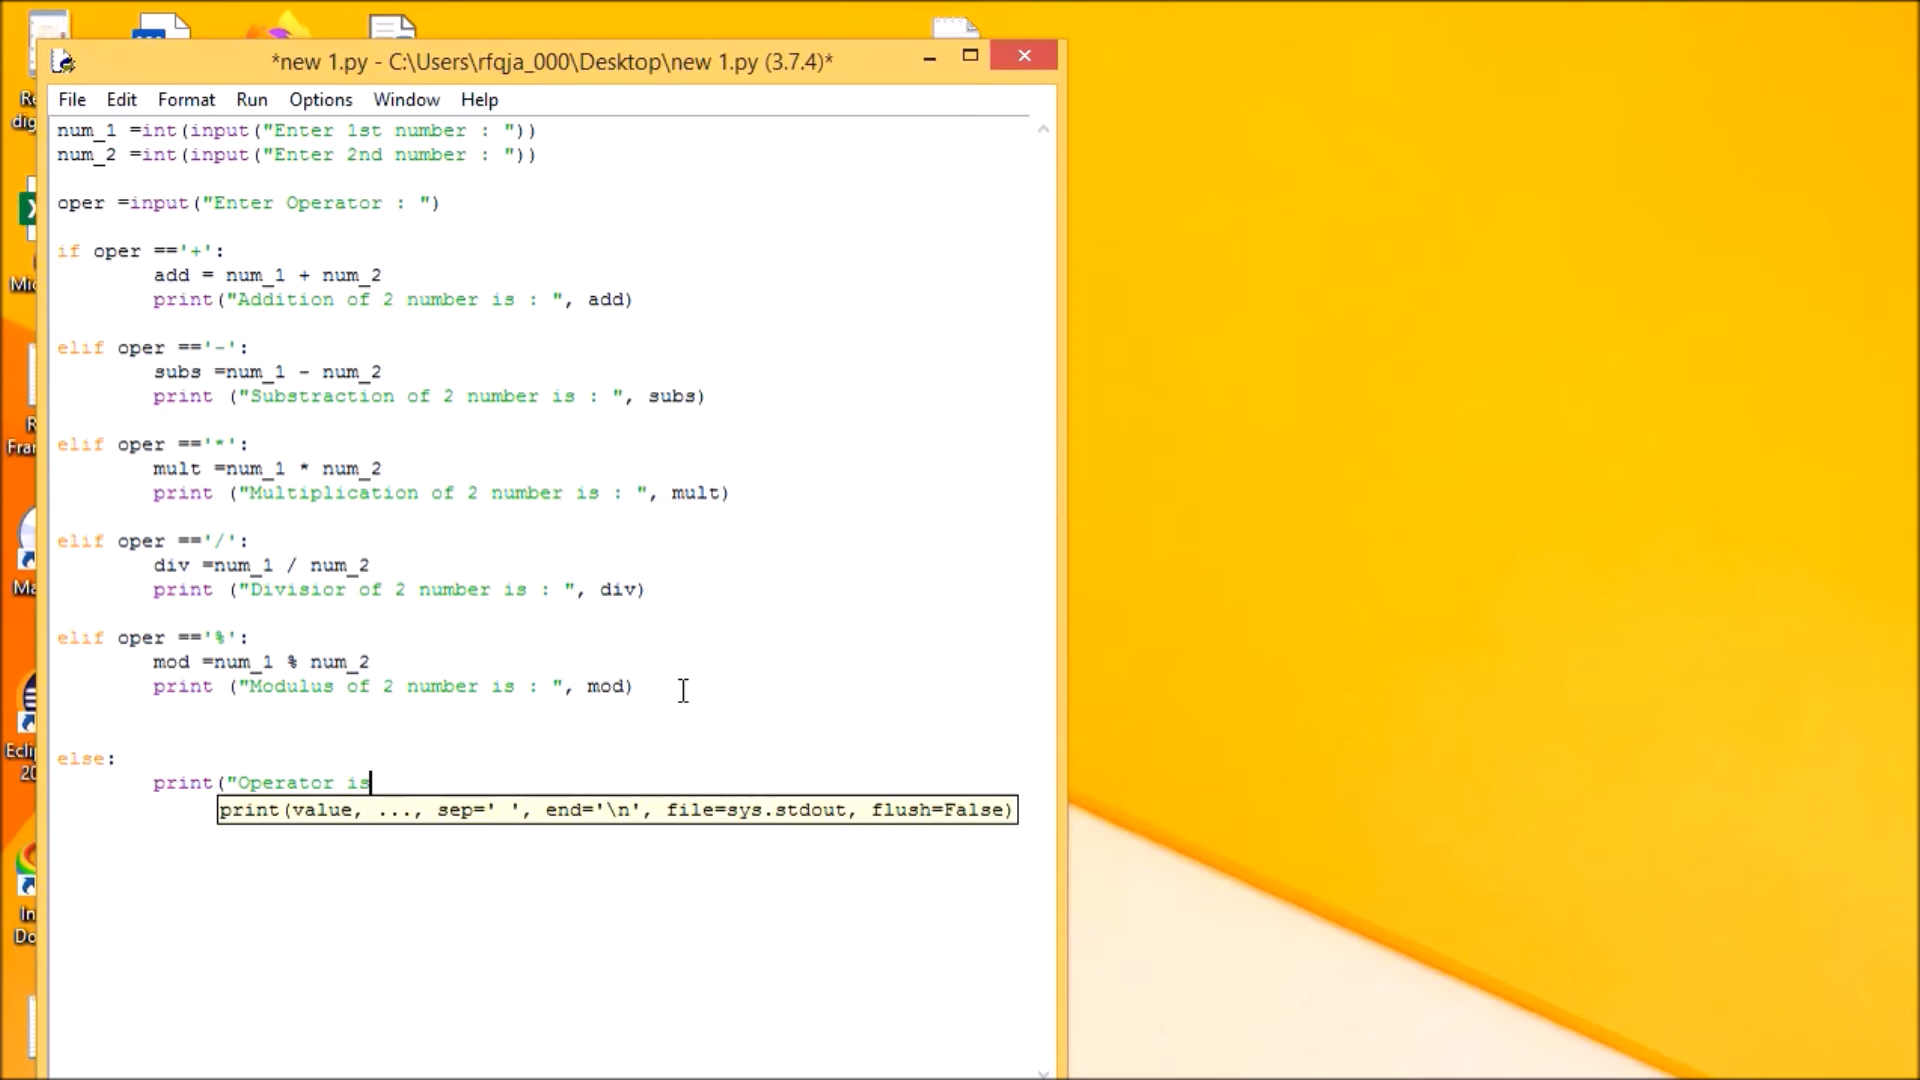 *new 1.py - C:\Users\rfqja_000\Desktop\new 1.py (3.7.4)*
File Edit Format Run Options Window Help
num_1 =int(input("Enter 1st number : "))
num_2 =int(input("Enter 2nd number : "))
oper =input("Enter Operator : ")
if oper =='+':
add = num_1 + num_2
print("Addition of 2 number is : ", add)
elif oper =='-':
subs =num_1 - num_2
print ("Substraction of 2 number is : ", subs)
elif oper =='*':
mult =num_1 * num_2
print ("Multiplication of 2 number is : ", mult)
elif oper =='/':
div =num_1 / num_2
print ("Divisior of 2 number is : ", div)
elif oper =='%':
mod =num_1 % num_2
print ("Modulus of 2 number is : ", mod)
else:
print("Operator is
print(value, ..., sep=' ', end='\n', file=sys.stdout, flush=False)